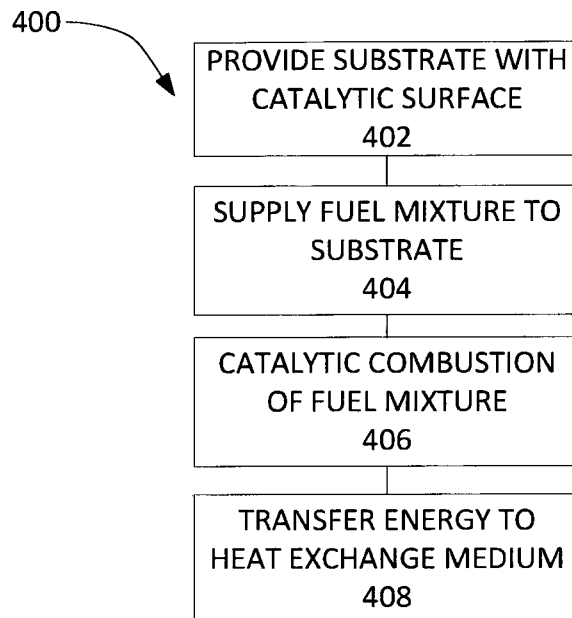 400
PROVIDE SUBSTRATE WITH
CATALYTIC SURFACE
402
SUPPLY FUEL MIXTURE TO
SUBSTRATE
404
CATALYTIC COMBUSTION
OF FUEL MIXTURE
406
TRANSFER ENERGY TO
HEAT EXCHANGE MEDIUM
408